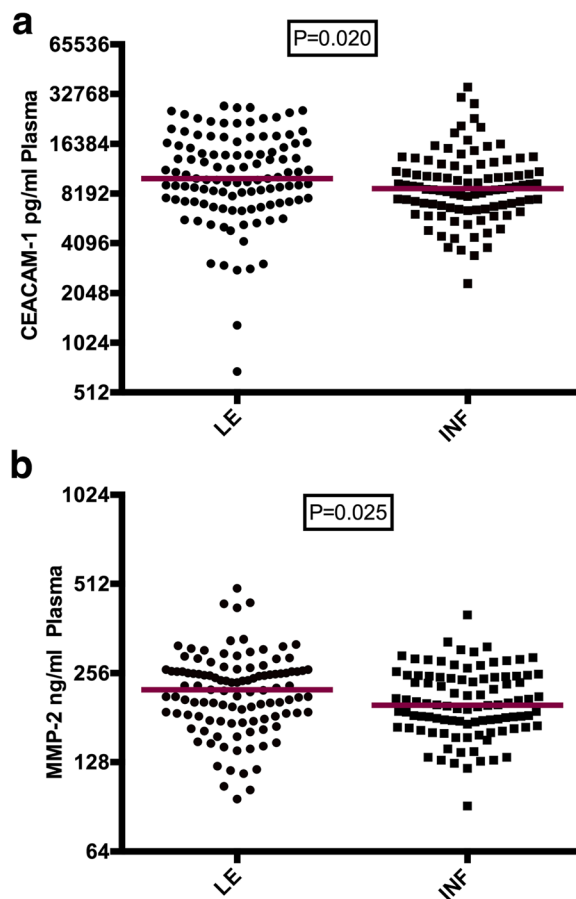 a
P=0.020
CEACAM-1 pg/ml Plasma
65536
32768
16384
8192
4096
2048
1024
512
LE
INF
b
P=0.025
MMP-2 ng/ml Plasma
1024
512
256
128
64
LE
INF